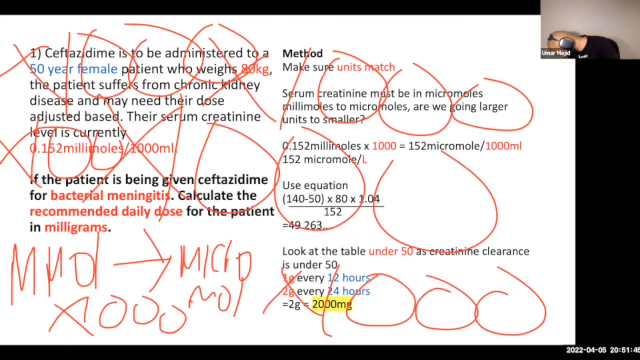 1) Ceftazidime is to be administered to a
50 year female patient who weighs 80kg,
the patient suffers from chronic kidney
disease and may need their dose
adjusted based. Their serum creatinine
level is currently
0.152millimoles/1000ml.
If the patient is being given ceftazidime
for bacterial meningitis. Calculate the
recommended daily dose for the patient
in milligrams.
MMOL → MICRO
MOL
X1000
Method
Make sure units match
Serum creatinine must be in micromoles
millimoles to micromoles, are we going larger
units to smaller?
0.152millimoles x 1000 = 152micromole/1000ml
152 micromole/L
Use equation
(140-50) x 80 x 1.04
152
=49.263…
Look at the table under 50 as creatinine clearance
is under 50
1g every 12 hours
2g every 24 hours
=2g = 2000mg
Umar Majid
2022-04-05 20:51:45